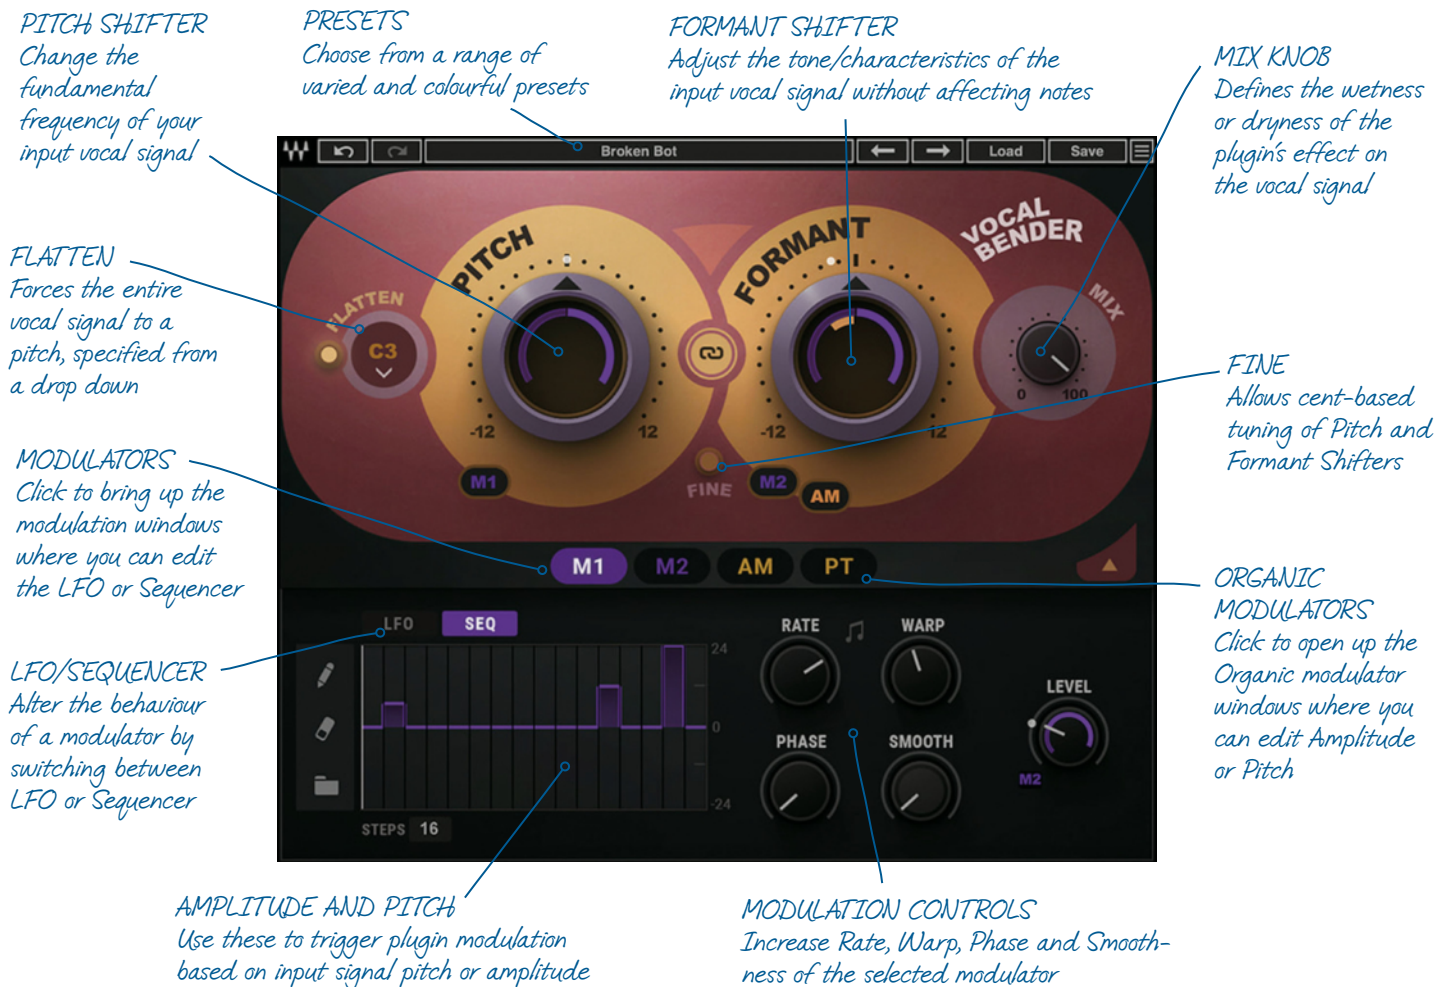 PITCH SHIFTER
Change the
fundamental
frequency of your
input vocal signal
PRESETS
Choose from a range of
varied and colourful presets
FORMANT SHIFTER
Adjust the tone/characteristics of the
input vocal signal without affecting notes
MIX KNOB
Defines the wetness
or dryness of the
plugin's effect on
the vocal signal
Broken Bot
Load
Save
FLATTEN
Forces the entire
vocal signal to a
pitch, specified from
a drop down
PITCH
FORMANT
VOCAL
BENDER
FLATTEN
C3
MIX
0
100
-12
12
-12
12
M1
FINE
M2
AM
FINE
Allows cent-based
tuning of Pitch and
Formant Shifters
MODULATORS
Click to bring up the
modulation windows
where you can edit
the LFO or Sequencer
M1
M2
AM
PT
ORGANIC
MODULATORS
Click to open up the
Organic modulator
windows where you
can edit Amplitude
or Pitch
LFO/SEQUENCER
Alter the behaviour
of a modulator by
switching between
LFO or Sequencer
LFO
SEQ
24
0
-24
STEPS 16
RATE
WARP
PHASE
SMOOTH
LEVEL
M2
AMPLITUDE AND PITCH
Use these to trigger plugin modulation
based on input signal pitch or amplitude
MODULATION CONTROLS
Increase Rate, Warp, Phase and Smooth-
ness of the selected modulator